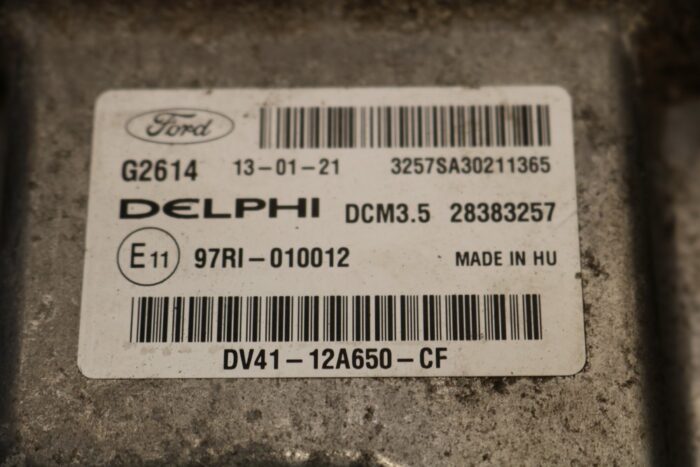 Ford
G2614 13-01-21 3257SA30211365
DELPHI DCM3.5 28383257
E11 97RI-010012 MADE IN HU
DV41-12A650-CF